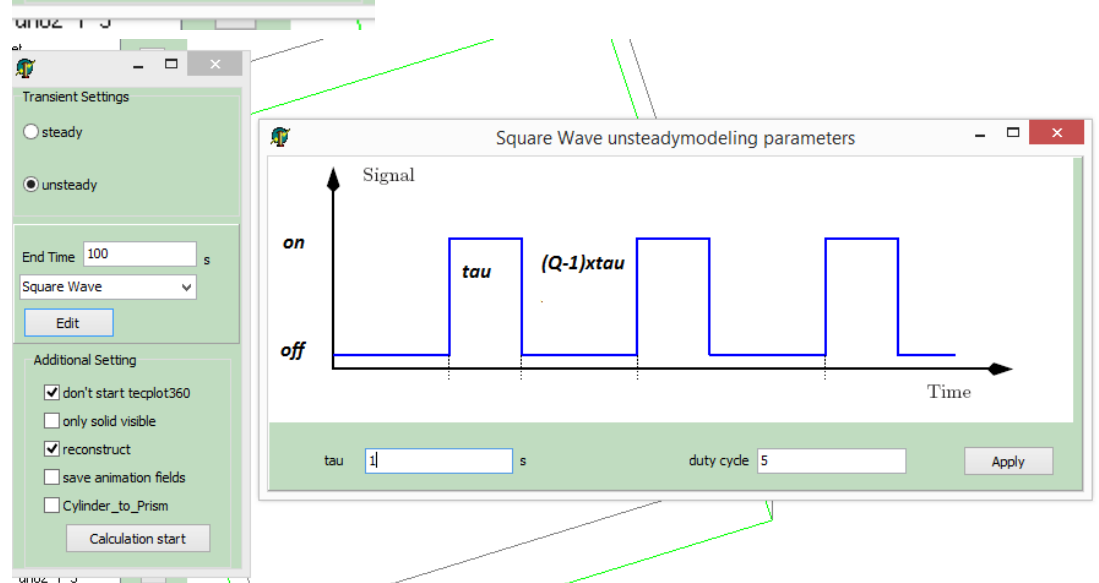 Transient Settings
steady
unsteady
End Time 100 s
Square Wave
Edit
Additional Setting
don't start tecplot360
only solid visible
reconstruct
save animation fields
Cylinder_to_Prism
Calculation start
Square Wave unsteadymodeling parameters
Signal
on
tau
(Q-1)xtau
off
Time
tau 1 s
duty cycle 5
Apply